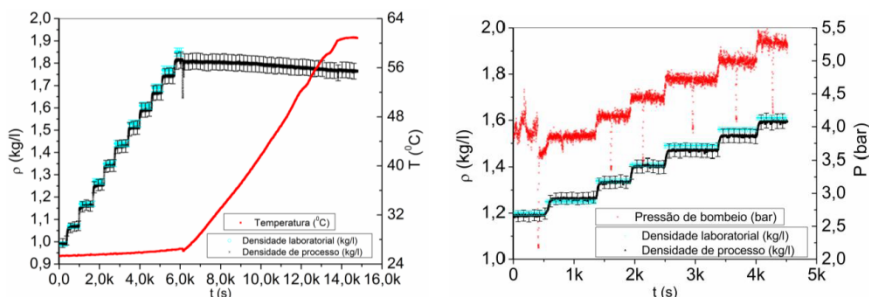 ρ (kg/l)
2,0
1,9
1,8
1,7
1,6
1,5
1,4
1,3
1,2
1,1
1,0
0,9
64
56
48
40
32
24
T (⁰C)
Temperatura (⁰C)
Densidade laboratorial (kg/l)
Densidade de processo (kg/l)
0,0 2,0k 4,0k 6,0k 8,0k 10,0k 12,0k 14,0k 16,0k
t (s)
ρ (kg/l)
2,0
1,8
1,6
1,4
1,2
1,0
5,5
5,0
4,5
4,0
3,5
3,0
2,5
2,0
P (bar)
Pressão de bombeio (bar)
Densidade laboratorial (kg/l)
Densidade de processo (kg/l)
0 1k 2k 3k 4k 5k
t (s)